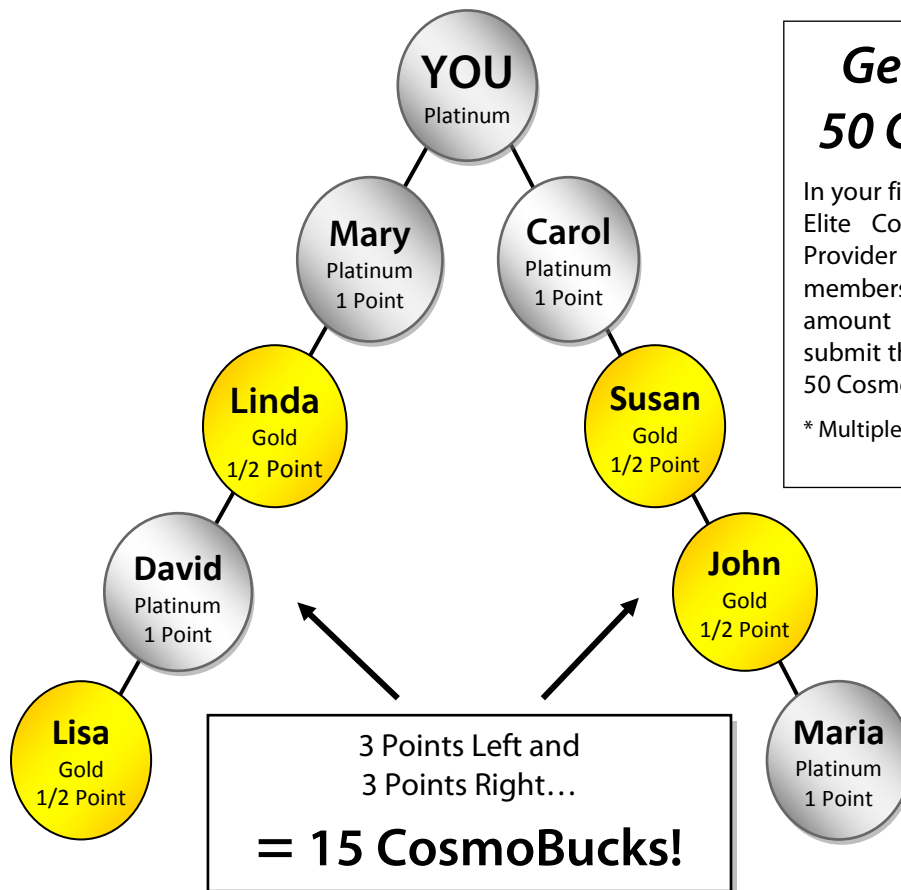 YOU
Platinum
Mary
Platinum
1 Point
Carol
Platinum
1 Point
Linda
Gold
1/2 Point
Susan
Gold
1/2 Point
David
Platinum
1 Point
John
Gold
1/2 Point
Lisa
Gold
1/2 Point
Maria
Platinum
1 Point
3 Points Left and
3 Points Right…
= 15 CosmoBucks!
Ge
50 C
In your fi
Elite Co
Provider
members
amount
submit th
50 Cosm
* Multiple